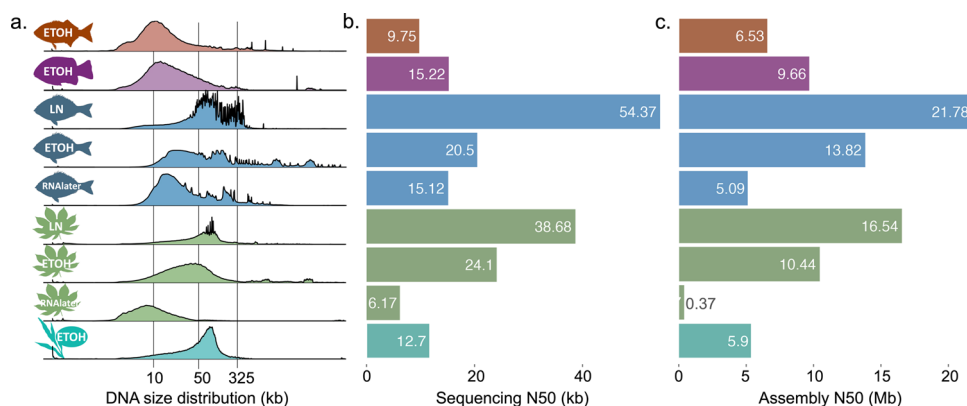 a.
b.
c.
ETOH
9.75
6.53
ETOH
15.22
9.66
LN
54.37
21.78
ETOH
20.5
13.82
RNAlater
15.12
5.09
LN
38.68
16.54
ETOH
24.1
10.44
RNAlater
6.17
0.37
ETOH
12.7
5.9
10 50 325
0 20 40
0 5 10 15 20
DNA size distribution (kb)
Sequencing N50 (kb)
Assembly N50 (Mb)